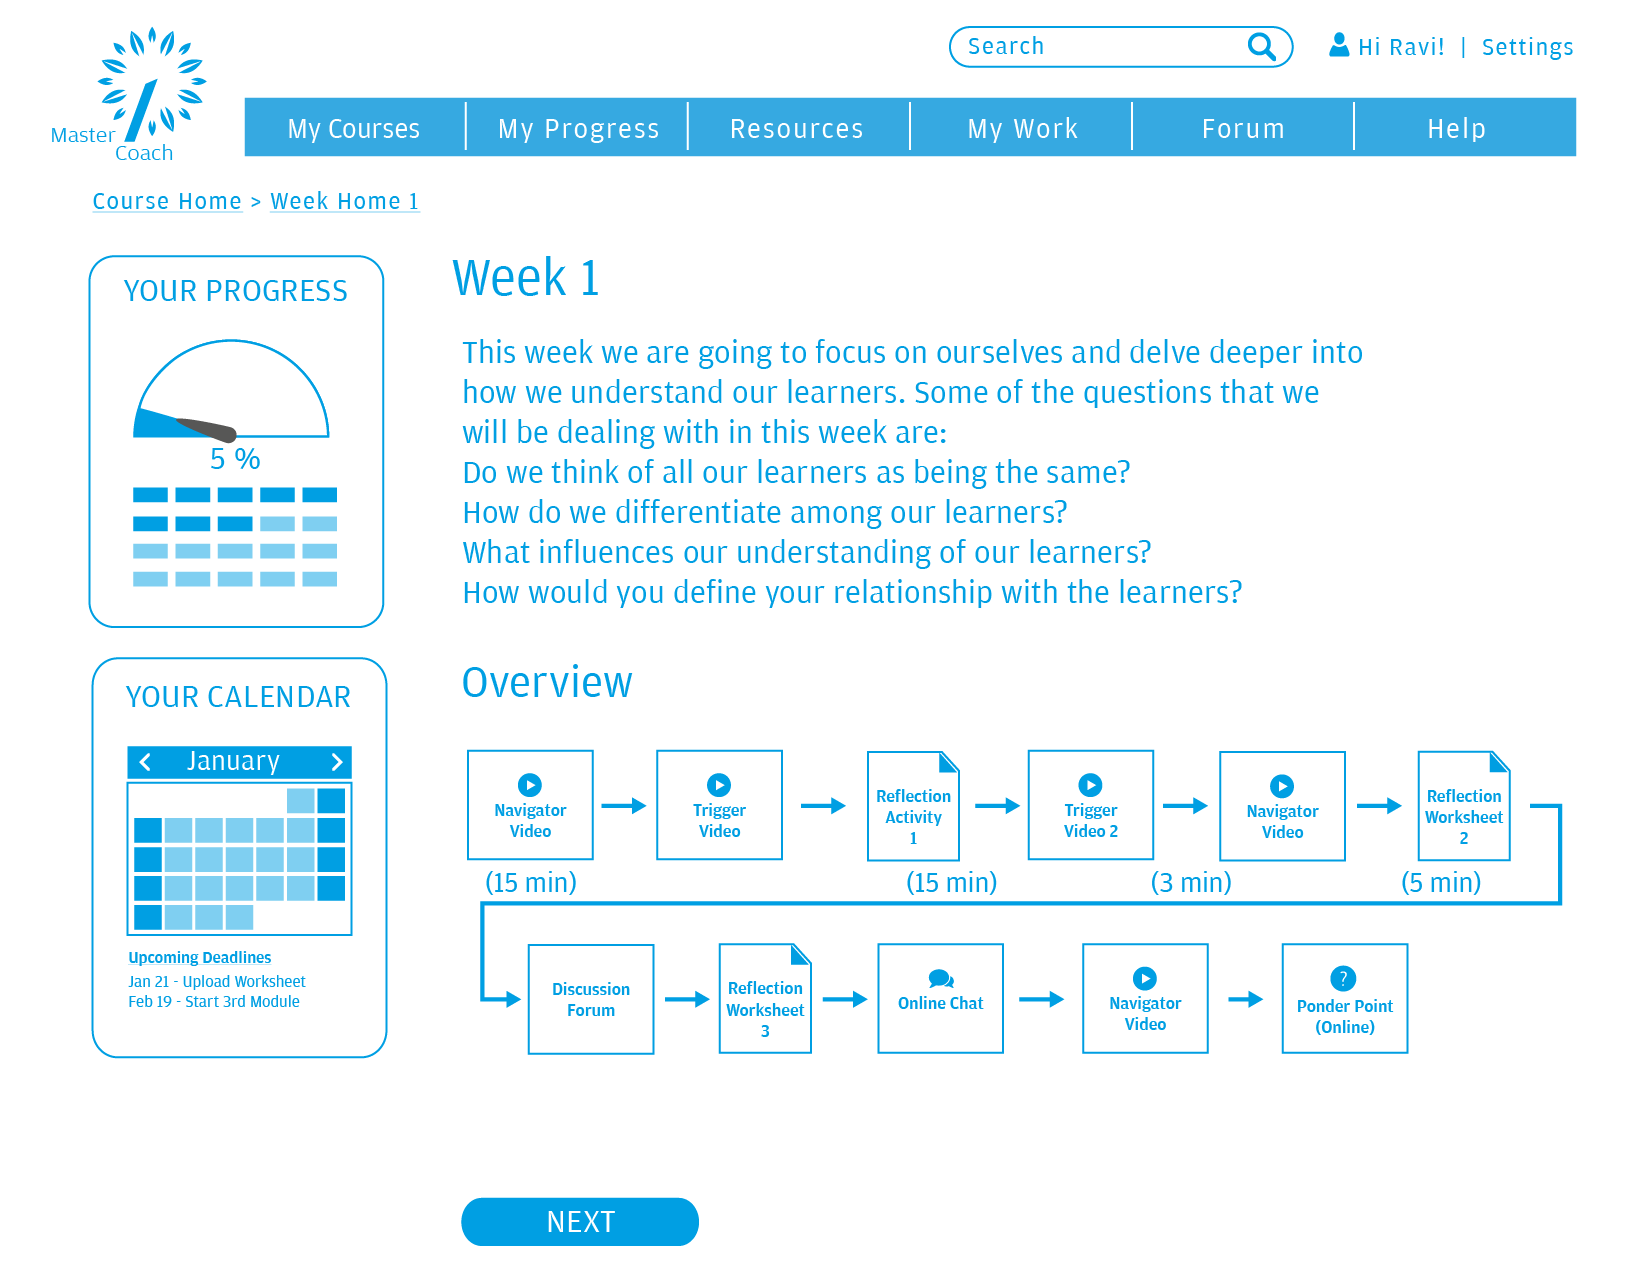 Master
Coach
Search
Hi Ravi! | Settings
My Courses
My Progress
Resources
My Work
Forum
Help
Course Home > Week Home 1
YOUR PROGRESS
5 %
YOUR CALENDAR
January
Upcoming Deadlines
Jan 21 - Upload Worksheet
Feb 19 - Start 3rd Module
Week 1
This week we are going to focus on ourselves and delve deeper into
how we understand our learners. Some of the questions that we
will be dealing with in this week are:
Do we think of all our learners as being the same?
How do we differentiate among our learners?
What influences our understanding of our learners?
How would you define your relationship with the learners?
Overview
Navigator
Video
Trigger
Video
Reflection
Activity
1
Trigger
Video 2
Navigator
Video
Reflection
Worksheet
2
(15 min)
(15 min)
(3 min)
(5 min)
Discussion
Forum
Reflection
Worksheet
3
Online Chat
Navigator
Video
?
Ponder Point
(Online)
NEXT